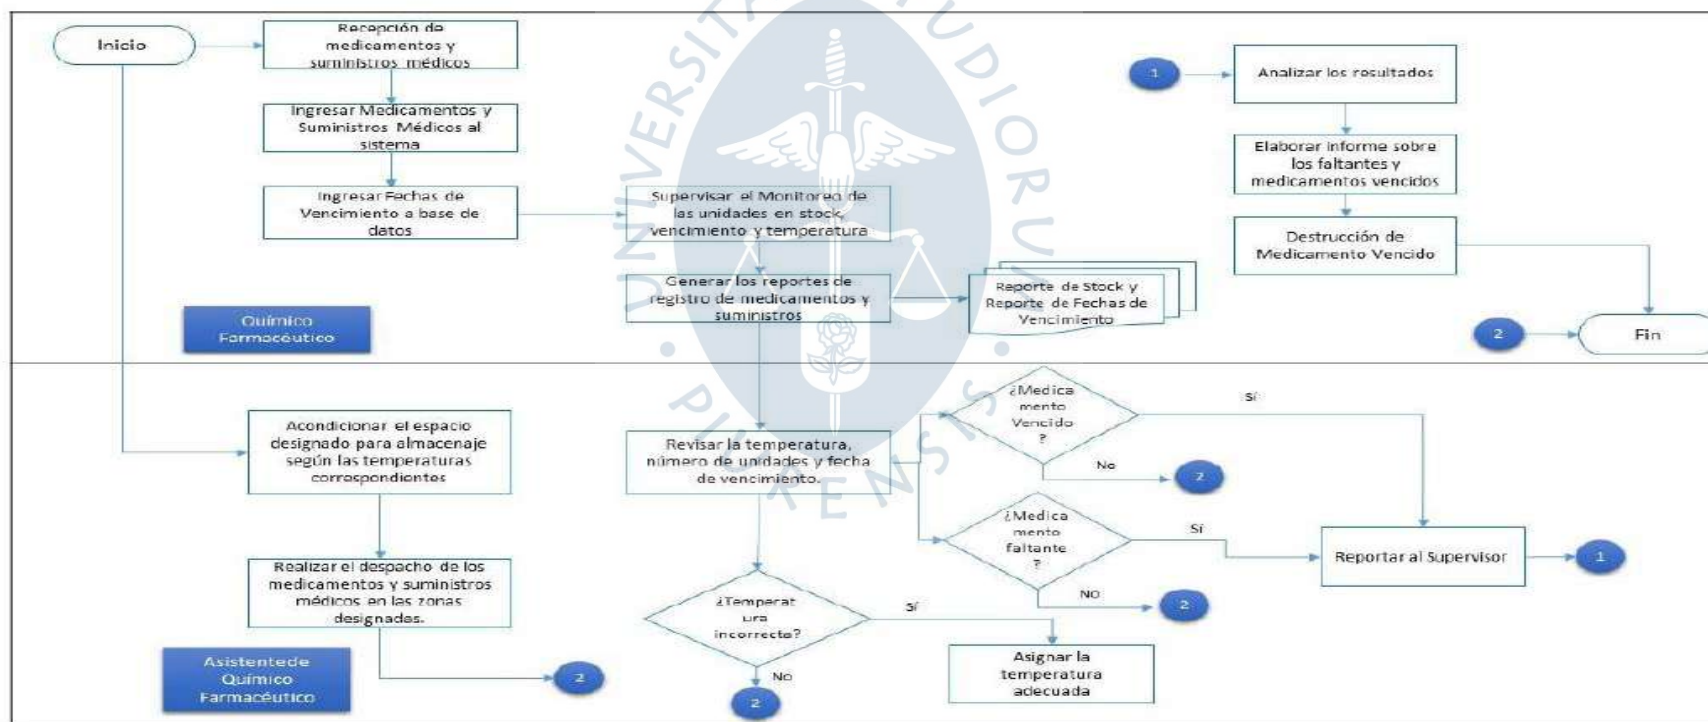 Inicio
Recepción de
medicamentos y
suministros médicos
Ingresar Medicamentos y
Suministros Médicos al
sistema
Ingresar Fechas de
Vencimiento a base de
datos
Supervisar el Monitoreo de
las unidades en stock,
vencimiento y temperatura
Generar los reportes de
registro de medicamentos y
suministros
Reporte de Stock y
Reporte de Fechas de
Vencimiento
1
Analizar los resultados
Elaborar informe sobre
los faltantes y
medicamentos vencidos
Destrucción de
Medicamento Vencido
2
Fin
Químico
Farmacéutico
Acondicionar el espacio
designado para almacenaje
según las temperaturas
correspondientes
Realizar el despacho de los
medicamentos y suministros
médicos en las zonas
designadas.
2
Asistentede
Químico
Farmacéutico
Revisar la temperatura,
número de unidades y fecha
de vencimiento.
¿Medica
mento
Vencido
?
Sí
No
2
¿Medica
mento
faltante
?
Sí
NO
2
Reportar al Supervisor
1
¿Temperat
ura
incorrecta?
Sí
No
2
Asignar la
temperatura
adecuada
UNIVERSITAS STUDIORUM
PIURENSIS